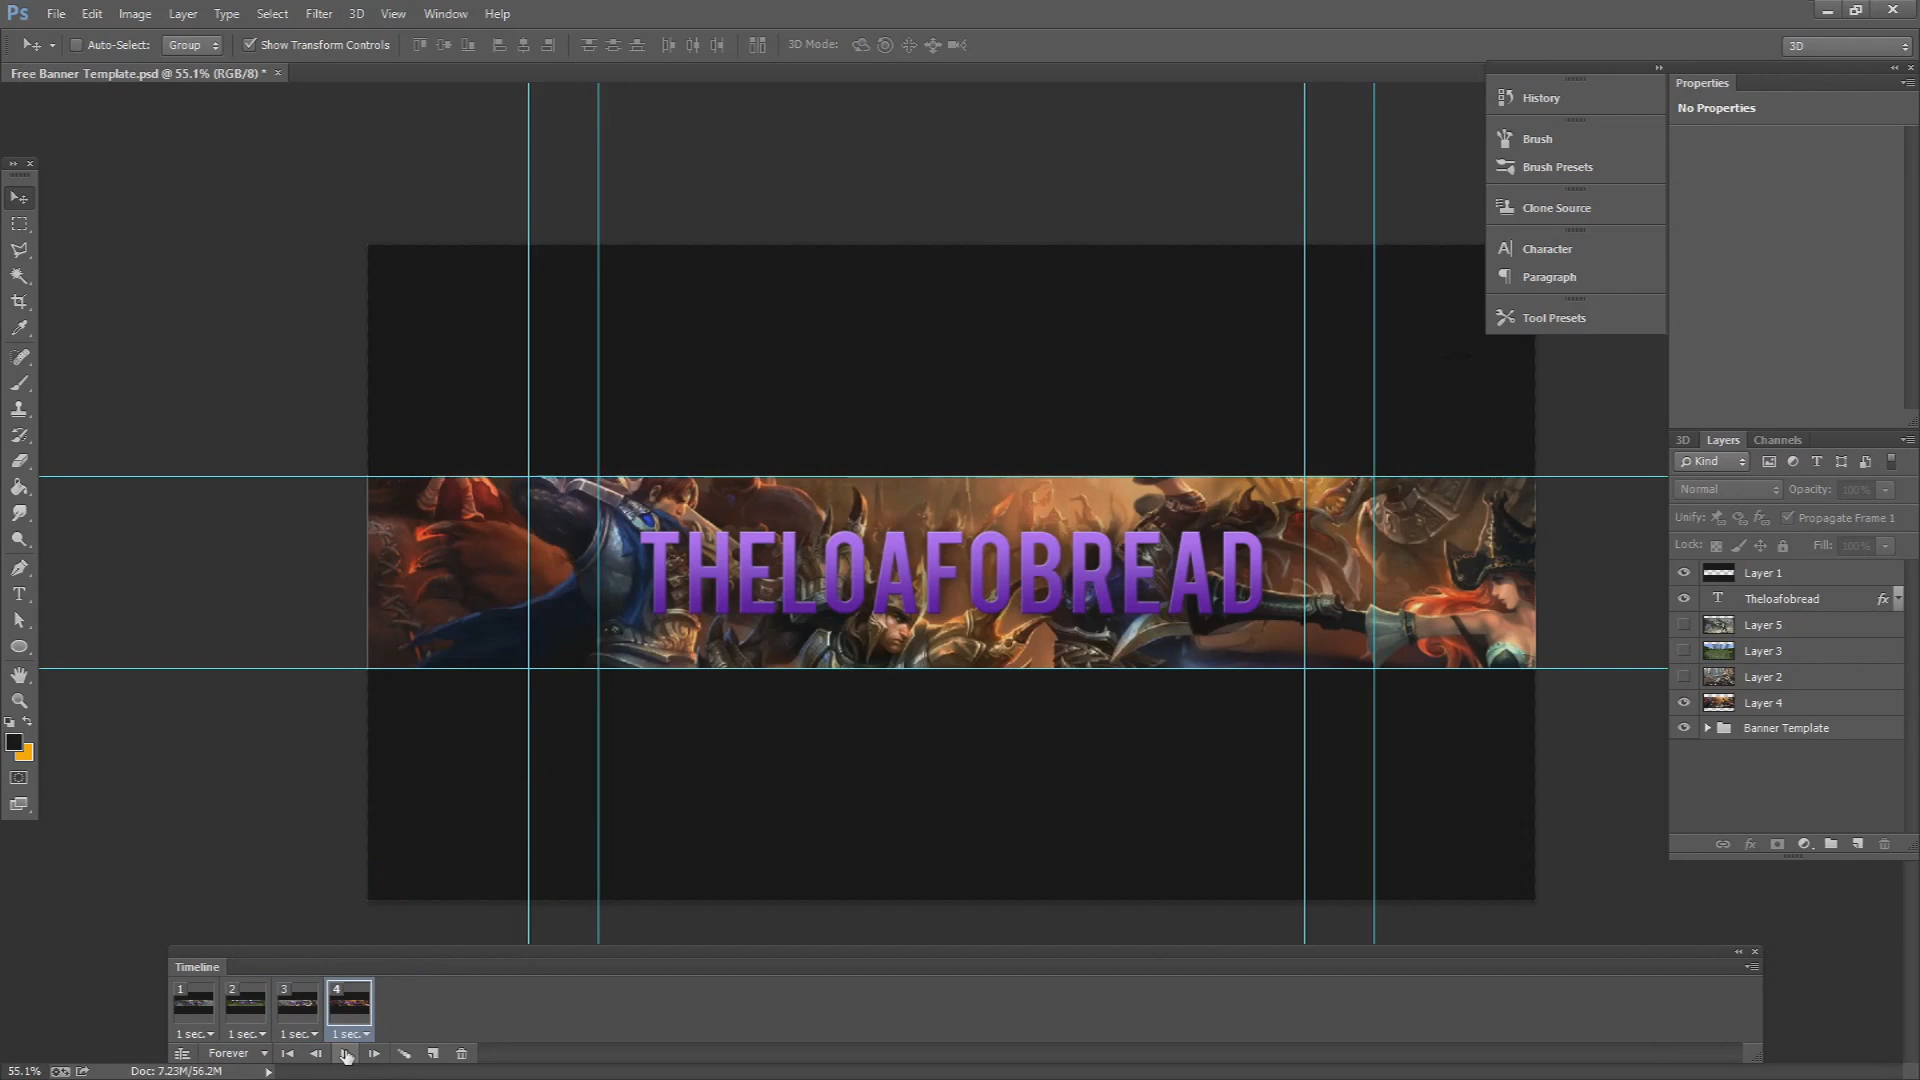 Ps File Edit Image Layer Type Select Filter 3D View Window Help
Auto-Select: Group Show Transform Controls 3D Mode: 3D
Free Banner Template.psd @ 55.1% (RGB/8) * ×
Properties
No Properties
History
Brush
Brush Presets
Clone Source
Character
Paragraph
Tool Presets
3D Layers Channels
Kind
Normal Opacity: 100%
Unify: Propagate Frame 1
Lock: Fill: 100%
Layer 1
Theloafobread fx
Layer 5
Layer 3
Layer 2
Layer 4
Banner Template
fx
THELOAFOBREAD
Timeline
1 2 3 4
1 sec. 1 sec. 1 sec. 1 sec.
Forever
55.1% Doc: 7.23M/56.2M